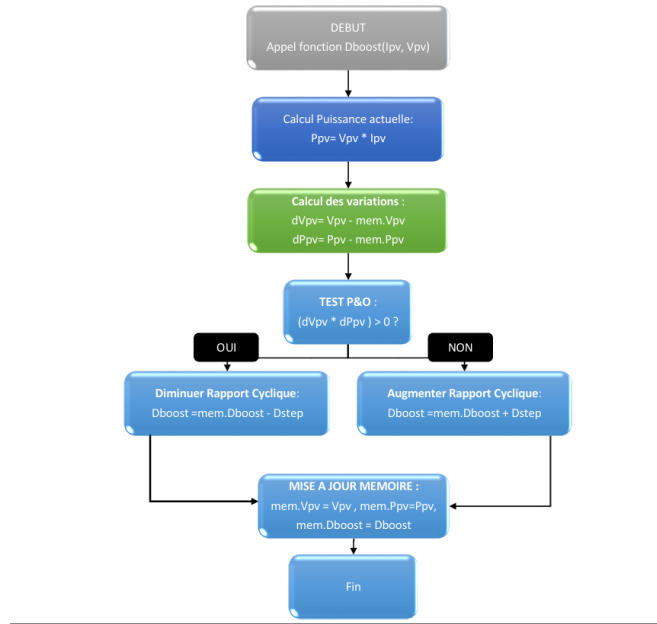 DEBUT
Appel fonction Dboost(Ipv, Vpv)
Calcul Puissance actuelle:
Ppv= Vpv * Ipv
Calcul des variations :
dVpv= Vpv - mem.Vpv
dPpv= Ppv - mem.Ppv
TEST P&O :
(dVpv * dPpv ) > 0 ?
OUI
NON
Diminuer Rapport Cyclique:
Dboost =mem.Dboost - Dstep
Augmenter Rapport Cyclique:
Dboost =mem.Dboost + Dstep
MISE A JOUR MEMOIRE :
mem.Vpv = Vpv , mem.Ppv=Ppv,
mem.Dboost = Dboost
Fin